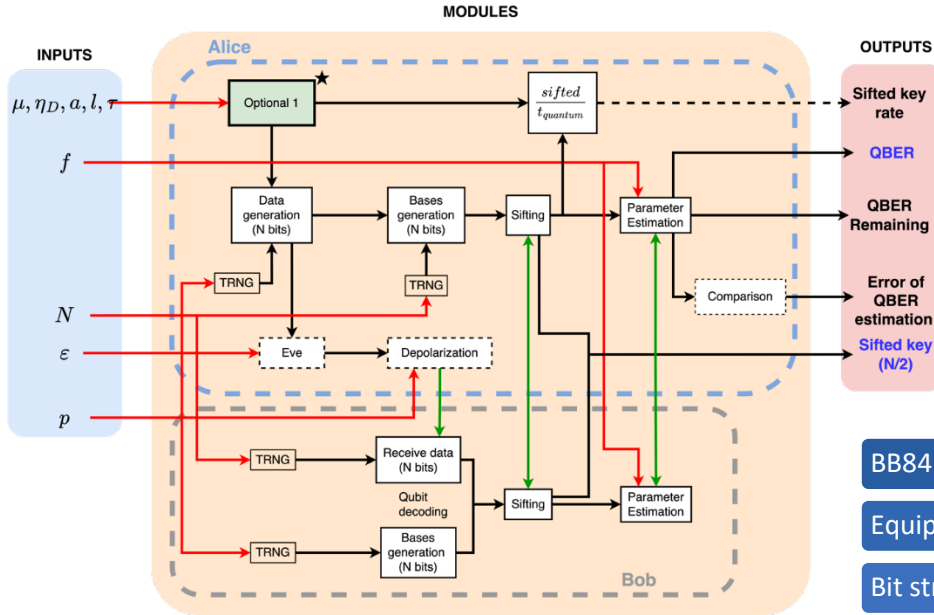 MODULES
INPUTS
Alice
OUTPUTS
μ, η_D, a, l, τ
Optional 1
★
sifted
t_quantum
Sifted key
rate
f
QBER
Data
generation
(N bits)
Bases
generation
(N bits)
Sifting
Parameter
Estimation
QBER
Remaining
TRNG
TRNG
Comparison
Error of
QBER
estimation
N
ε
Eve
Depolarization
Sifted key
(N/2)
p
TRNG
Receive data
(N bits)
Qubit
decoding
Sifting
Parameter
Estimation
TRNG
Bases
generation
(N bits)
Bob
BB84
Equip
Bit str